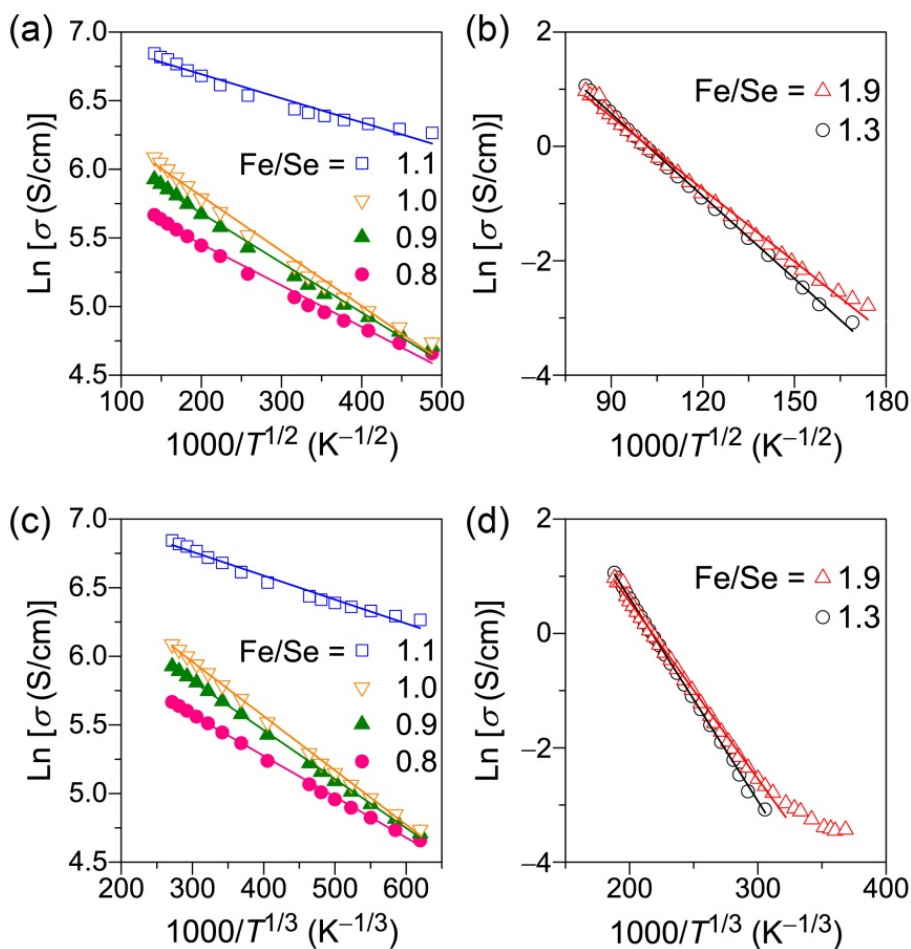 (a)
7.0
6.5
6.0
5.5
5.0
4.5
Ln [σ (S/cm)]
Fe/Se = □ 1.1
▽ 1.0
▲ 0.9
● 0.8
100 200 300 400 500
1000/T^{1/2} (K^{−1/2})
(b)
2
0
−2
−4
Ln [σ (S/cm)]
Fe/Se = △ 1.9
○ 1.3
90 120 150 180
1000/T^{1/2} (K^{−1/2})
(c)
7.0
6.5
6.0
5.5
5.0
4.5
Ln [σ (S/cm)]
Fe/Se = □ 1.1
▽ 1.0
▲ 0.9
● 0.8
200 300 400 500 600
1000/T^{1/3} (K^{−1/3})
(d)
2
0
−2
−4
Ln [σ (S/cm)]
Fe/Se = △ 1.9
○ 1.3
200 300 400
1000/T^{1/3} (K^{−1/3})